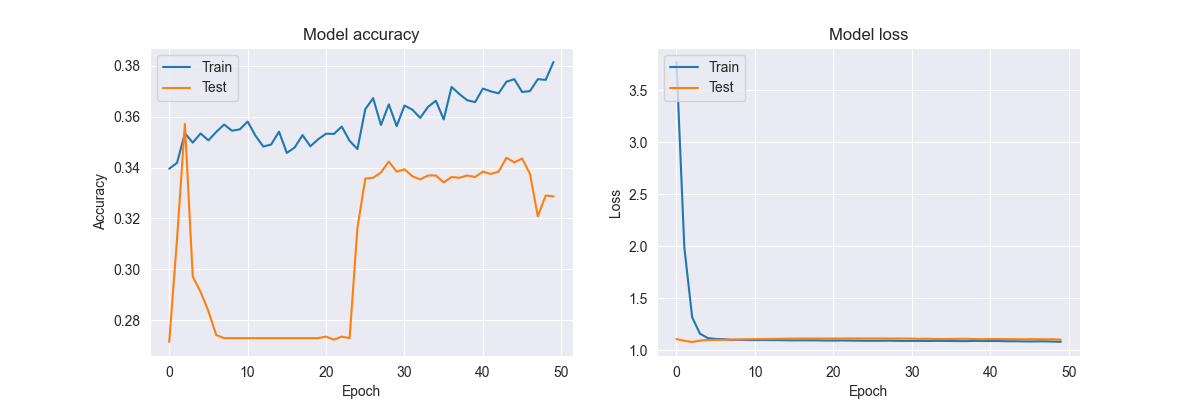 Model accuracy
Train
Test
0.38
0.36
0.34
0.32
0.30
0.28
Accuracy
0 10 20 30 40 50
Epoch
Model loss
Train
Test
3.5
3.0
2.5
2.0
1.5
1.0
Loss
0 10 20 30 40 50
Epoch